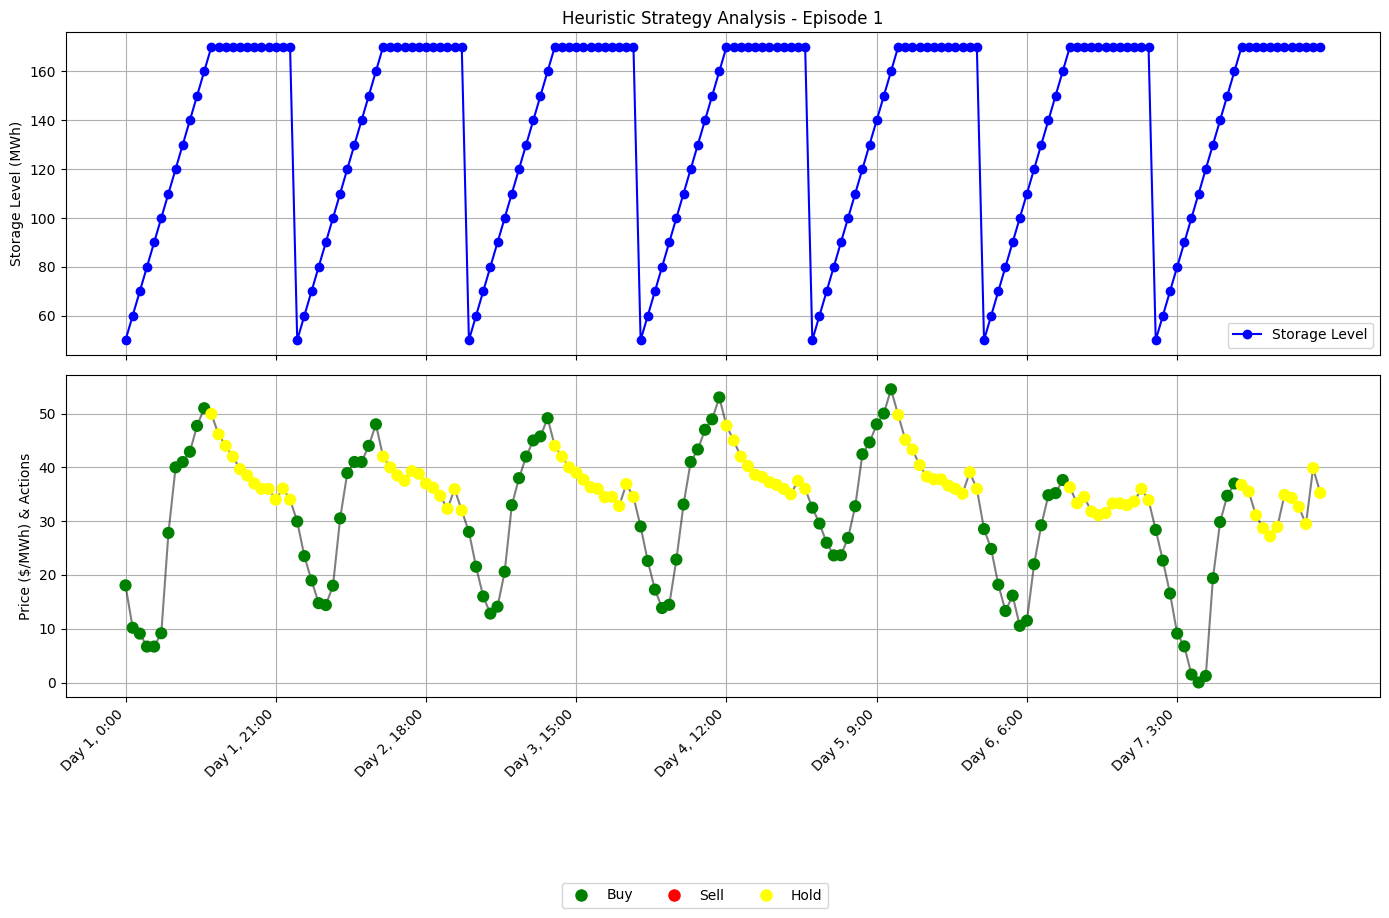 Heuristic Strategy Analysis - Episode 1
Storage Level (MWh)
160
140
120
100
80
60
Storage Level
Price ($/MWh) & Actions
50
40
30
20
10
0
Day 1, 0:00
Day 1, 21:00
Day 2, 18:00
Day 3, 15:00
Day 4, 12:00
Day 5, 9:00
Day 6, 6:00
Day 7, 3:00
Buy
Sell
Hold